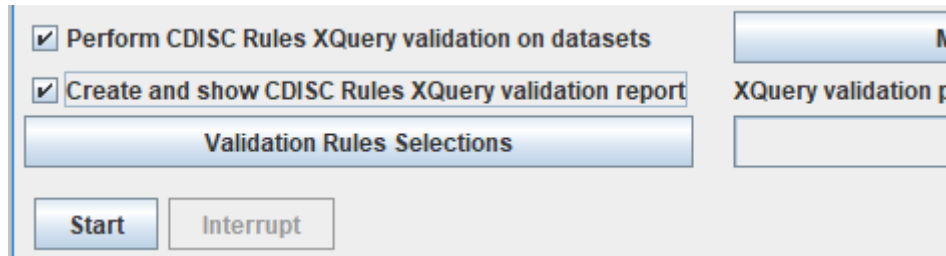 Perform CDISC Rules XQuery validation on datasets
Create and show CDISC Rules XQuery validation report
XQuery validation
Validation Rules Selections
Start
Interrupt